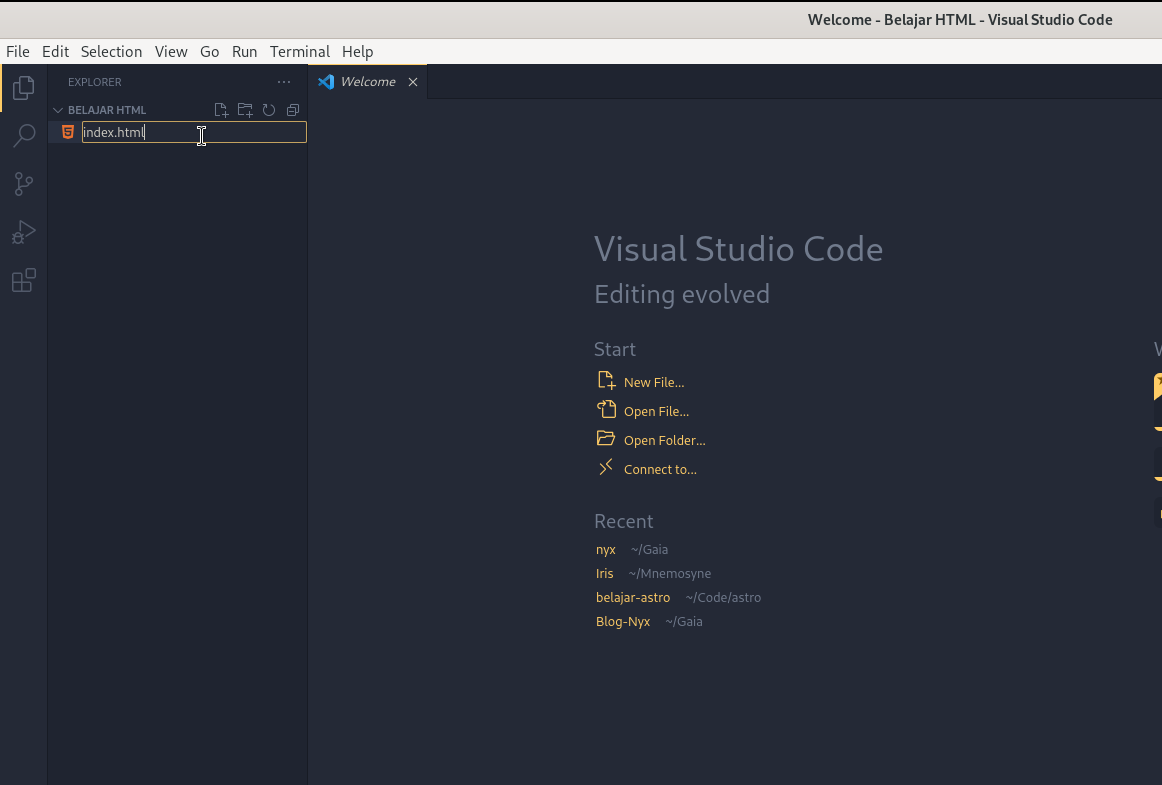 Welcome - Belajar HTML - Visual Studio Code
File Edit Selection View Go Run Terminal Help
EXPLORER
Welcome
BELAJAR HTML
index.html
Visual Studio Code
Editing evolved
Start
New File...
Open File...
Open Folder...
Connect to...
Recent
nyx ~/Gaia
Iris ~/Mnemosyne
belajar-astro ~/Code/astro
Blog-Nyx ~/Gaia